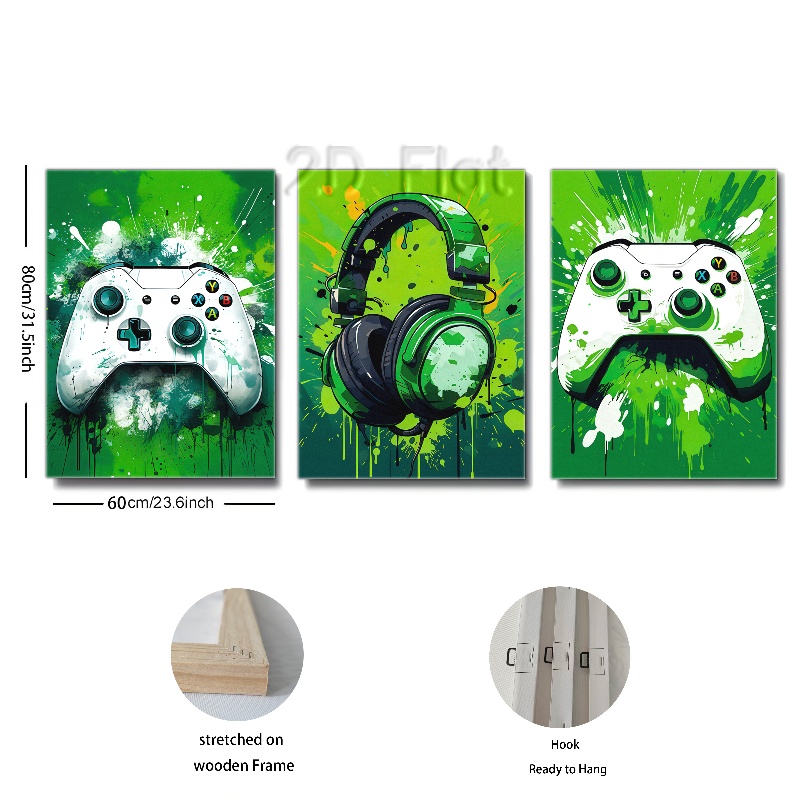 2D Flat
80cm/31.5inch
Y
X B
A
Y
X B
A
60cm/23.6inch
stretched on
wooden Frame
Hook
Ready to Hang